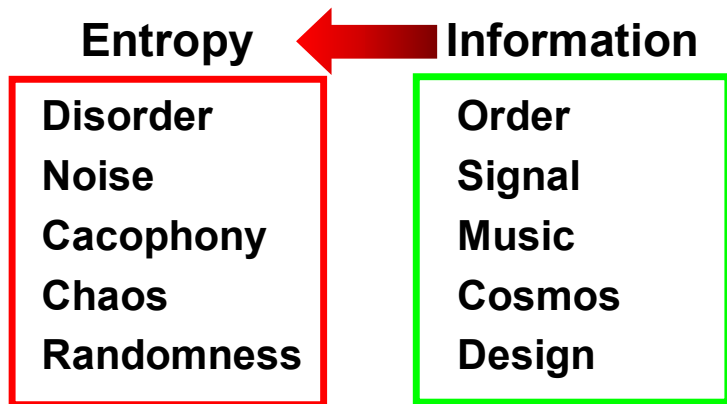 Entropy Information
Disorder Order
Noise Signal
Cacophony Music
Chaos Cosmos
Randomness Design